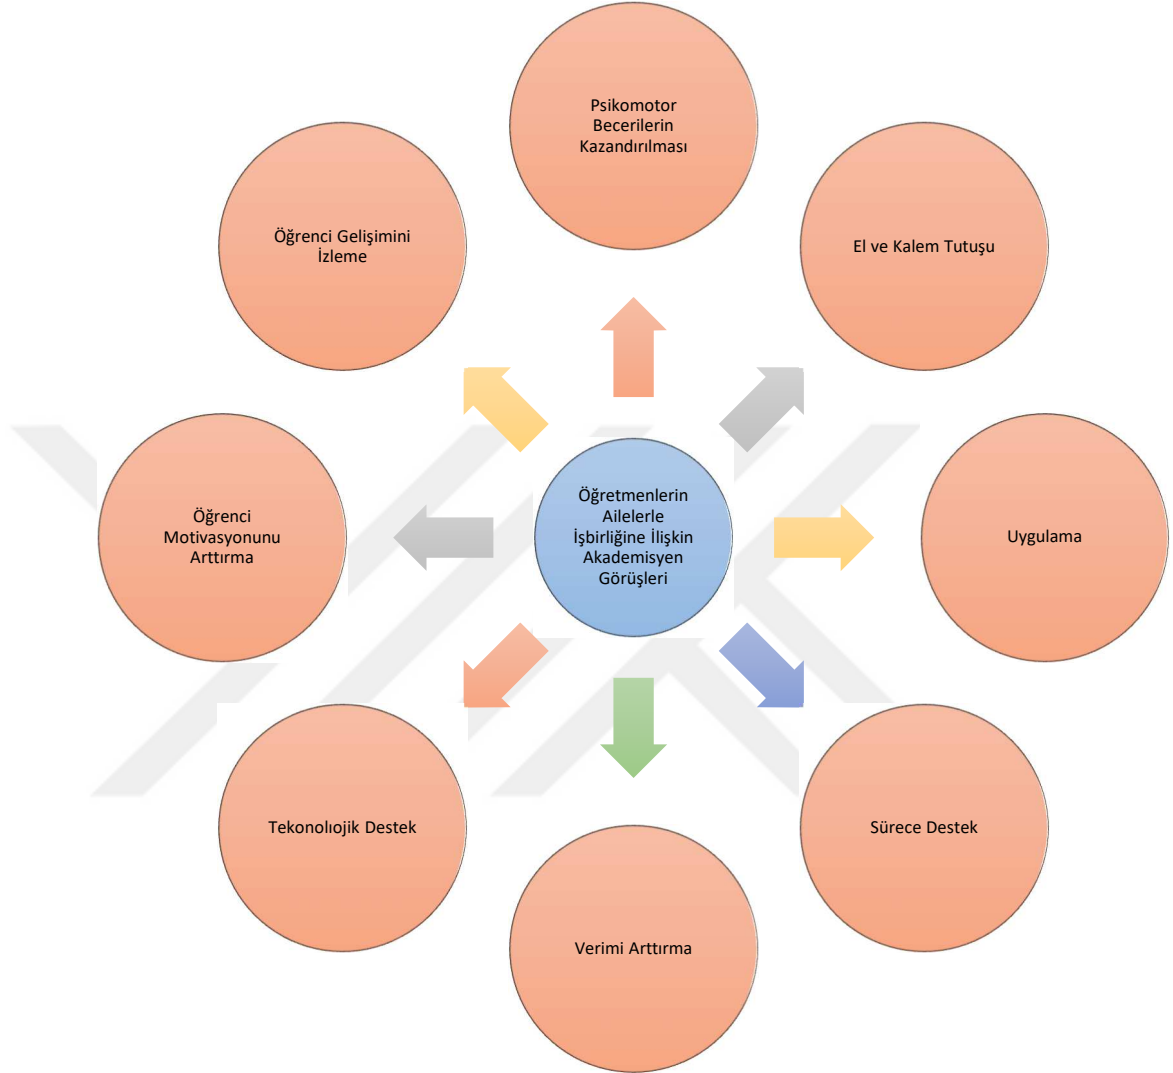 Psikomotor
Becerilerin
Kazandırılması
Öğrenci Gelişimini
İzleme
El ve Kalem Tutuşu
Öğrenci
Motivasyonunu
Arttırma
Öğretmenlerin
Ailelerle
İşbirliğine İlişkin
Akademisyen
Görüşleri
Uygulama
Tekonolıojik Destek
Sürece Destek
Verimi Arttırma